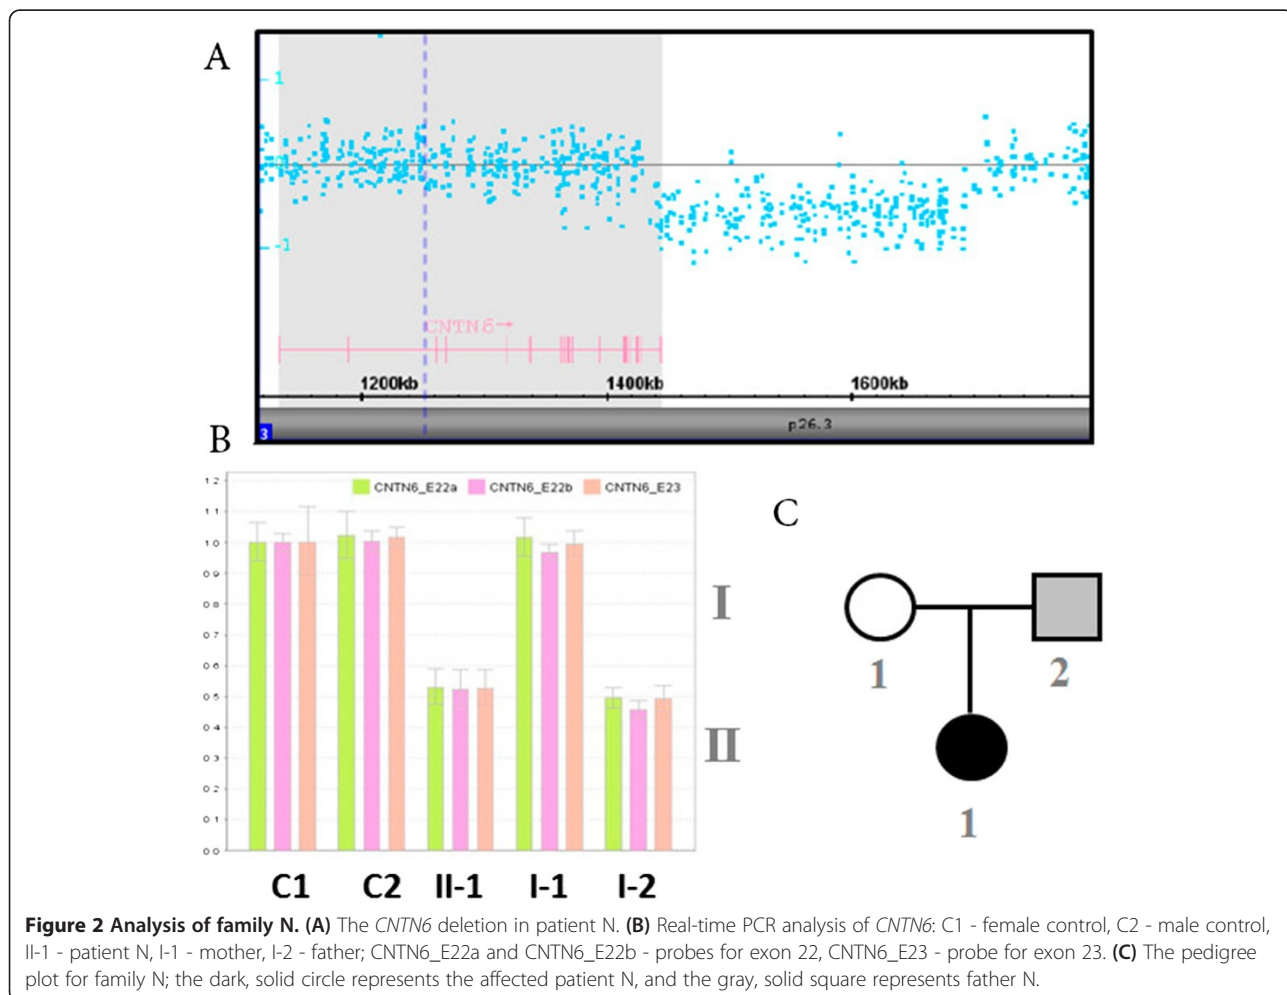 A
1
0
-1
CNTN6→
1200kb 1400kb 1600kb
p26.3
3
B
CNTN6_E22a CNTN6_E22b CNTN6_E23
1.2
1.1
1.0
0.9
0.8
0.7
0.6
0.5
0.4
0.3
0.2
0.1
0.0
C1 C2 II-1 I-1 I-2
C
I
1 2
II
1
Figure 2 Analysis of family N. (A) The CNTN6 deletion in patient N. (B) Real-time PCR analysis of CNTN6: C1 - female control, C2 - male control,
II-1 - patient N, I-1 - mother, I-2 - father; CNTN6_E22a and CNTN6_E22b - probes for exon 22, CNTN6_E23 - probe for exon 23. (C) The pedigree
plot for family N; the dark, solid circle represents the affected patient N, and the gray, solid square represents father N.